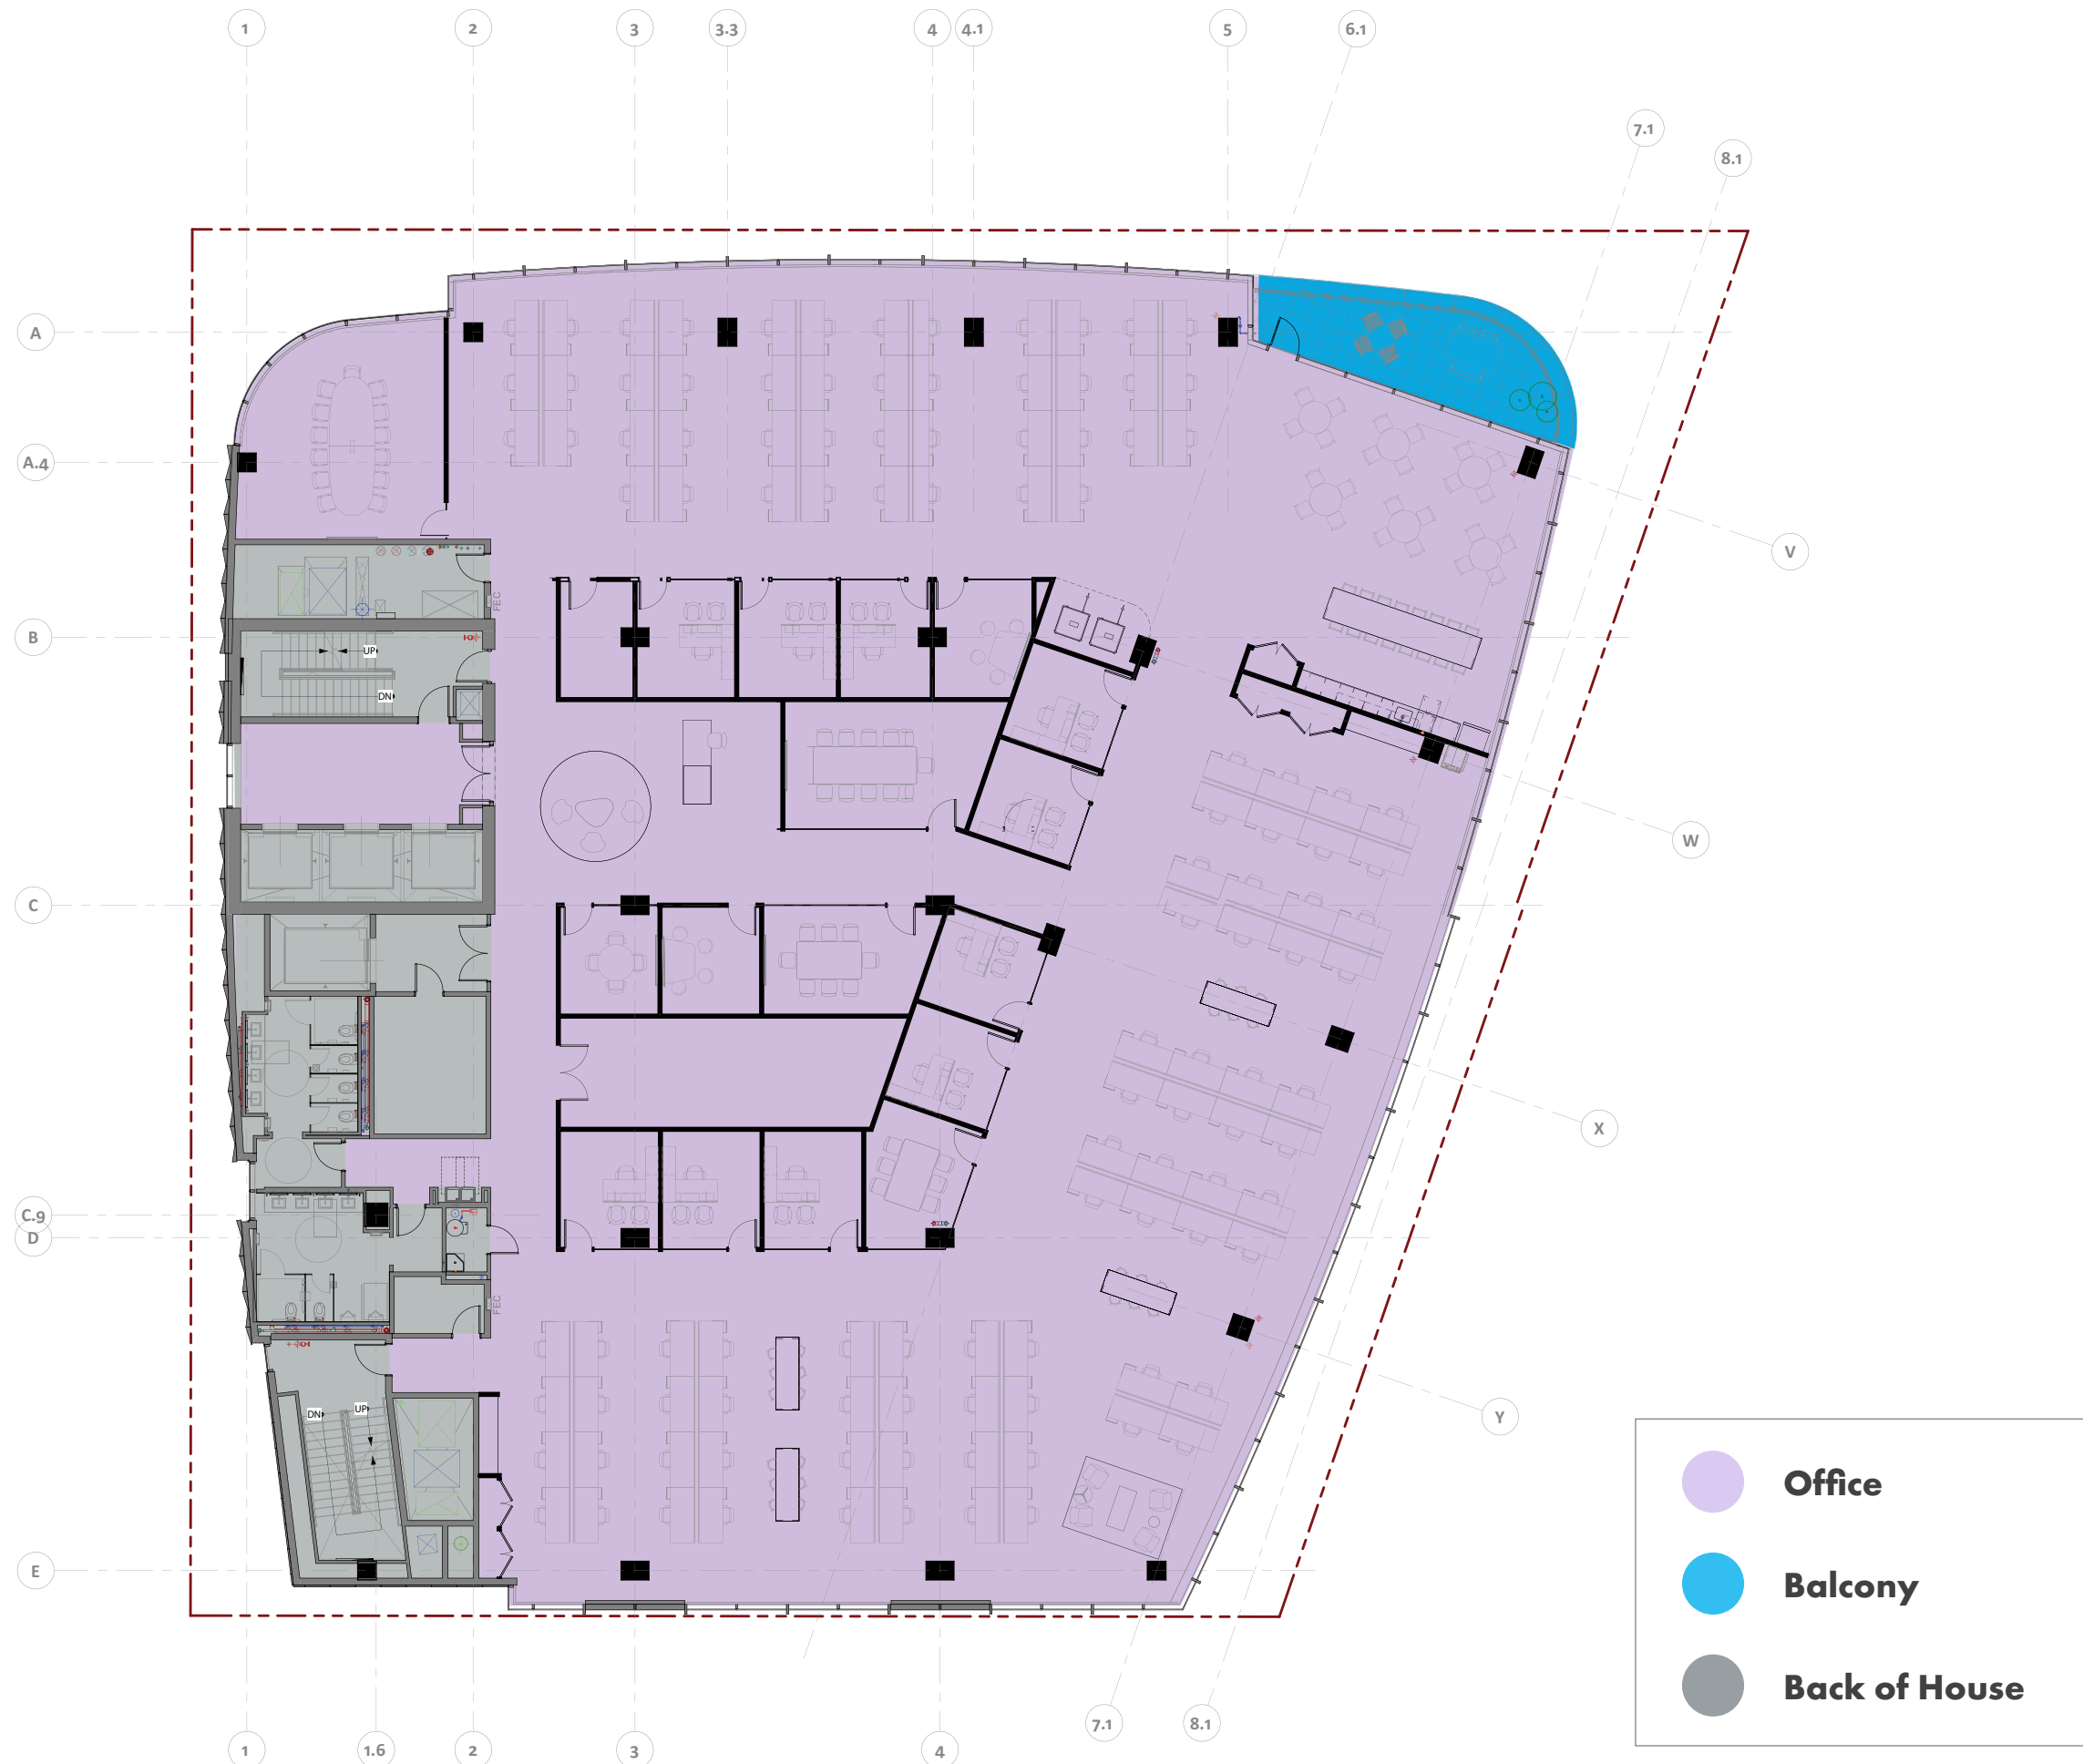 1 2 3 3.3 4 4.1 5 6.1
7.1
8.1
A
A.4
V
FEC
B
UP
DN
W
C
X
C.9
D
FEC
DN UP
Y
Office
E
Balcony
Back of House
7.1 8.1
1 1.6 2 3 4